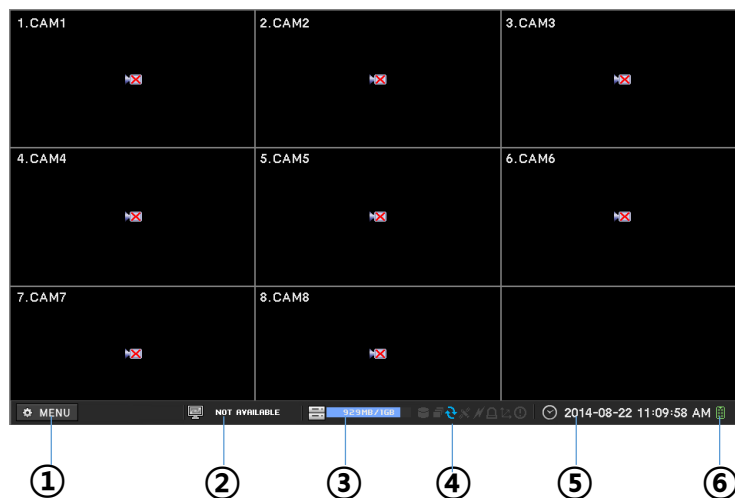 1.CAM1 2.CAM2 3.CAM3
4.CAM4 5.CAM5 6.CAM6
7.CAM7 8.CAM8
MENU NOT AVAILABLE 929MB/1GB 2014-08-22 11:09:58 AM
① ② ③ ④ ⑤ ⑥